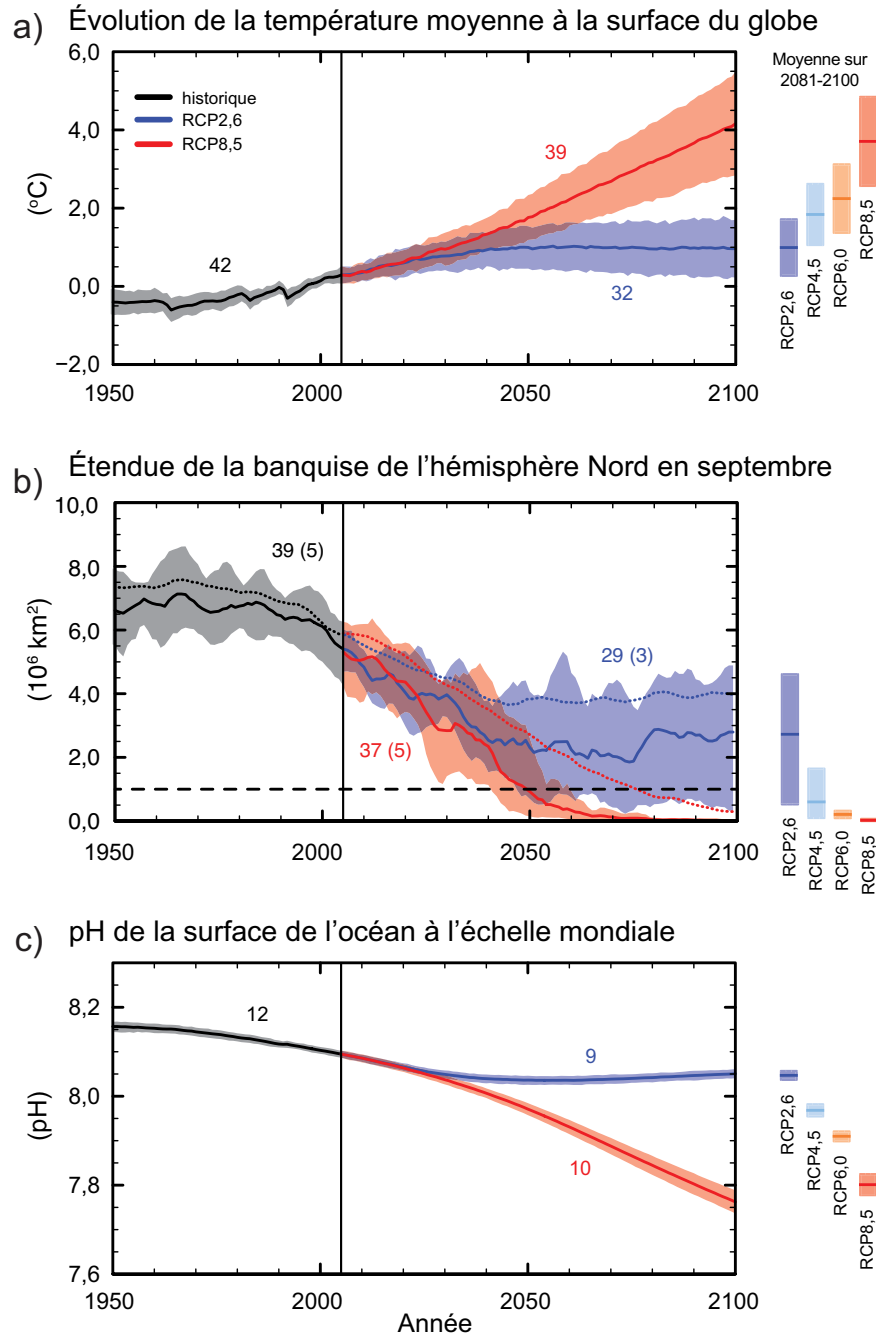 a) Évolution de la température moyenne à la surface du globe
6,0
4,0
2,0
0,0
−2,0
(°C)
historique
RCP2,6
RCP8,5
42
39
32
1950
2000
2050
2100
Moyenne sur
2081-2100
RCP2,6
RCP4,5
RCP6,0
RCP8,5
b) Étendue de la banquise de l'hémisphère Nord en septembre
10,0
8,0
6,0
4,0
2,0
0,0
(10⁶ km²)
39 (5)
29 (3)
37 (5)
1950
2000
2050
2100
RCP2,6
RCP4,5
RCP6,0
RCP8,5
c) pH de la surface de l'océan à l'échelle mondiale
8,2
8,0
7,8
7,6
(pH)
12
9
10
1950
2000
2050
2100
Année
RCP2,6
RCP4,5
RCP6,0
RCP8,5